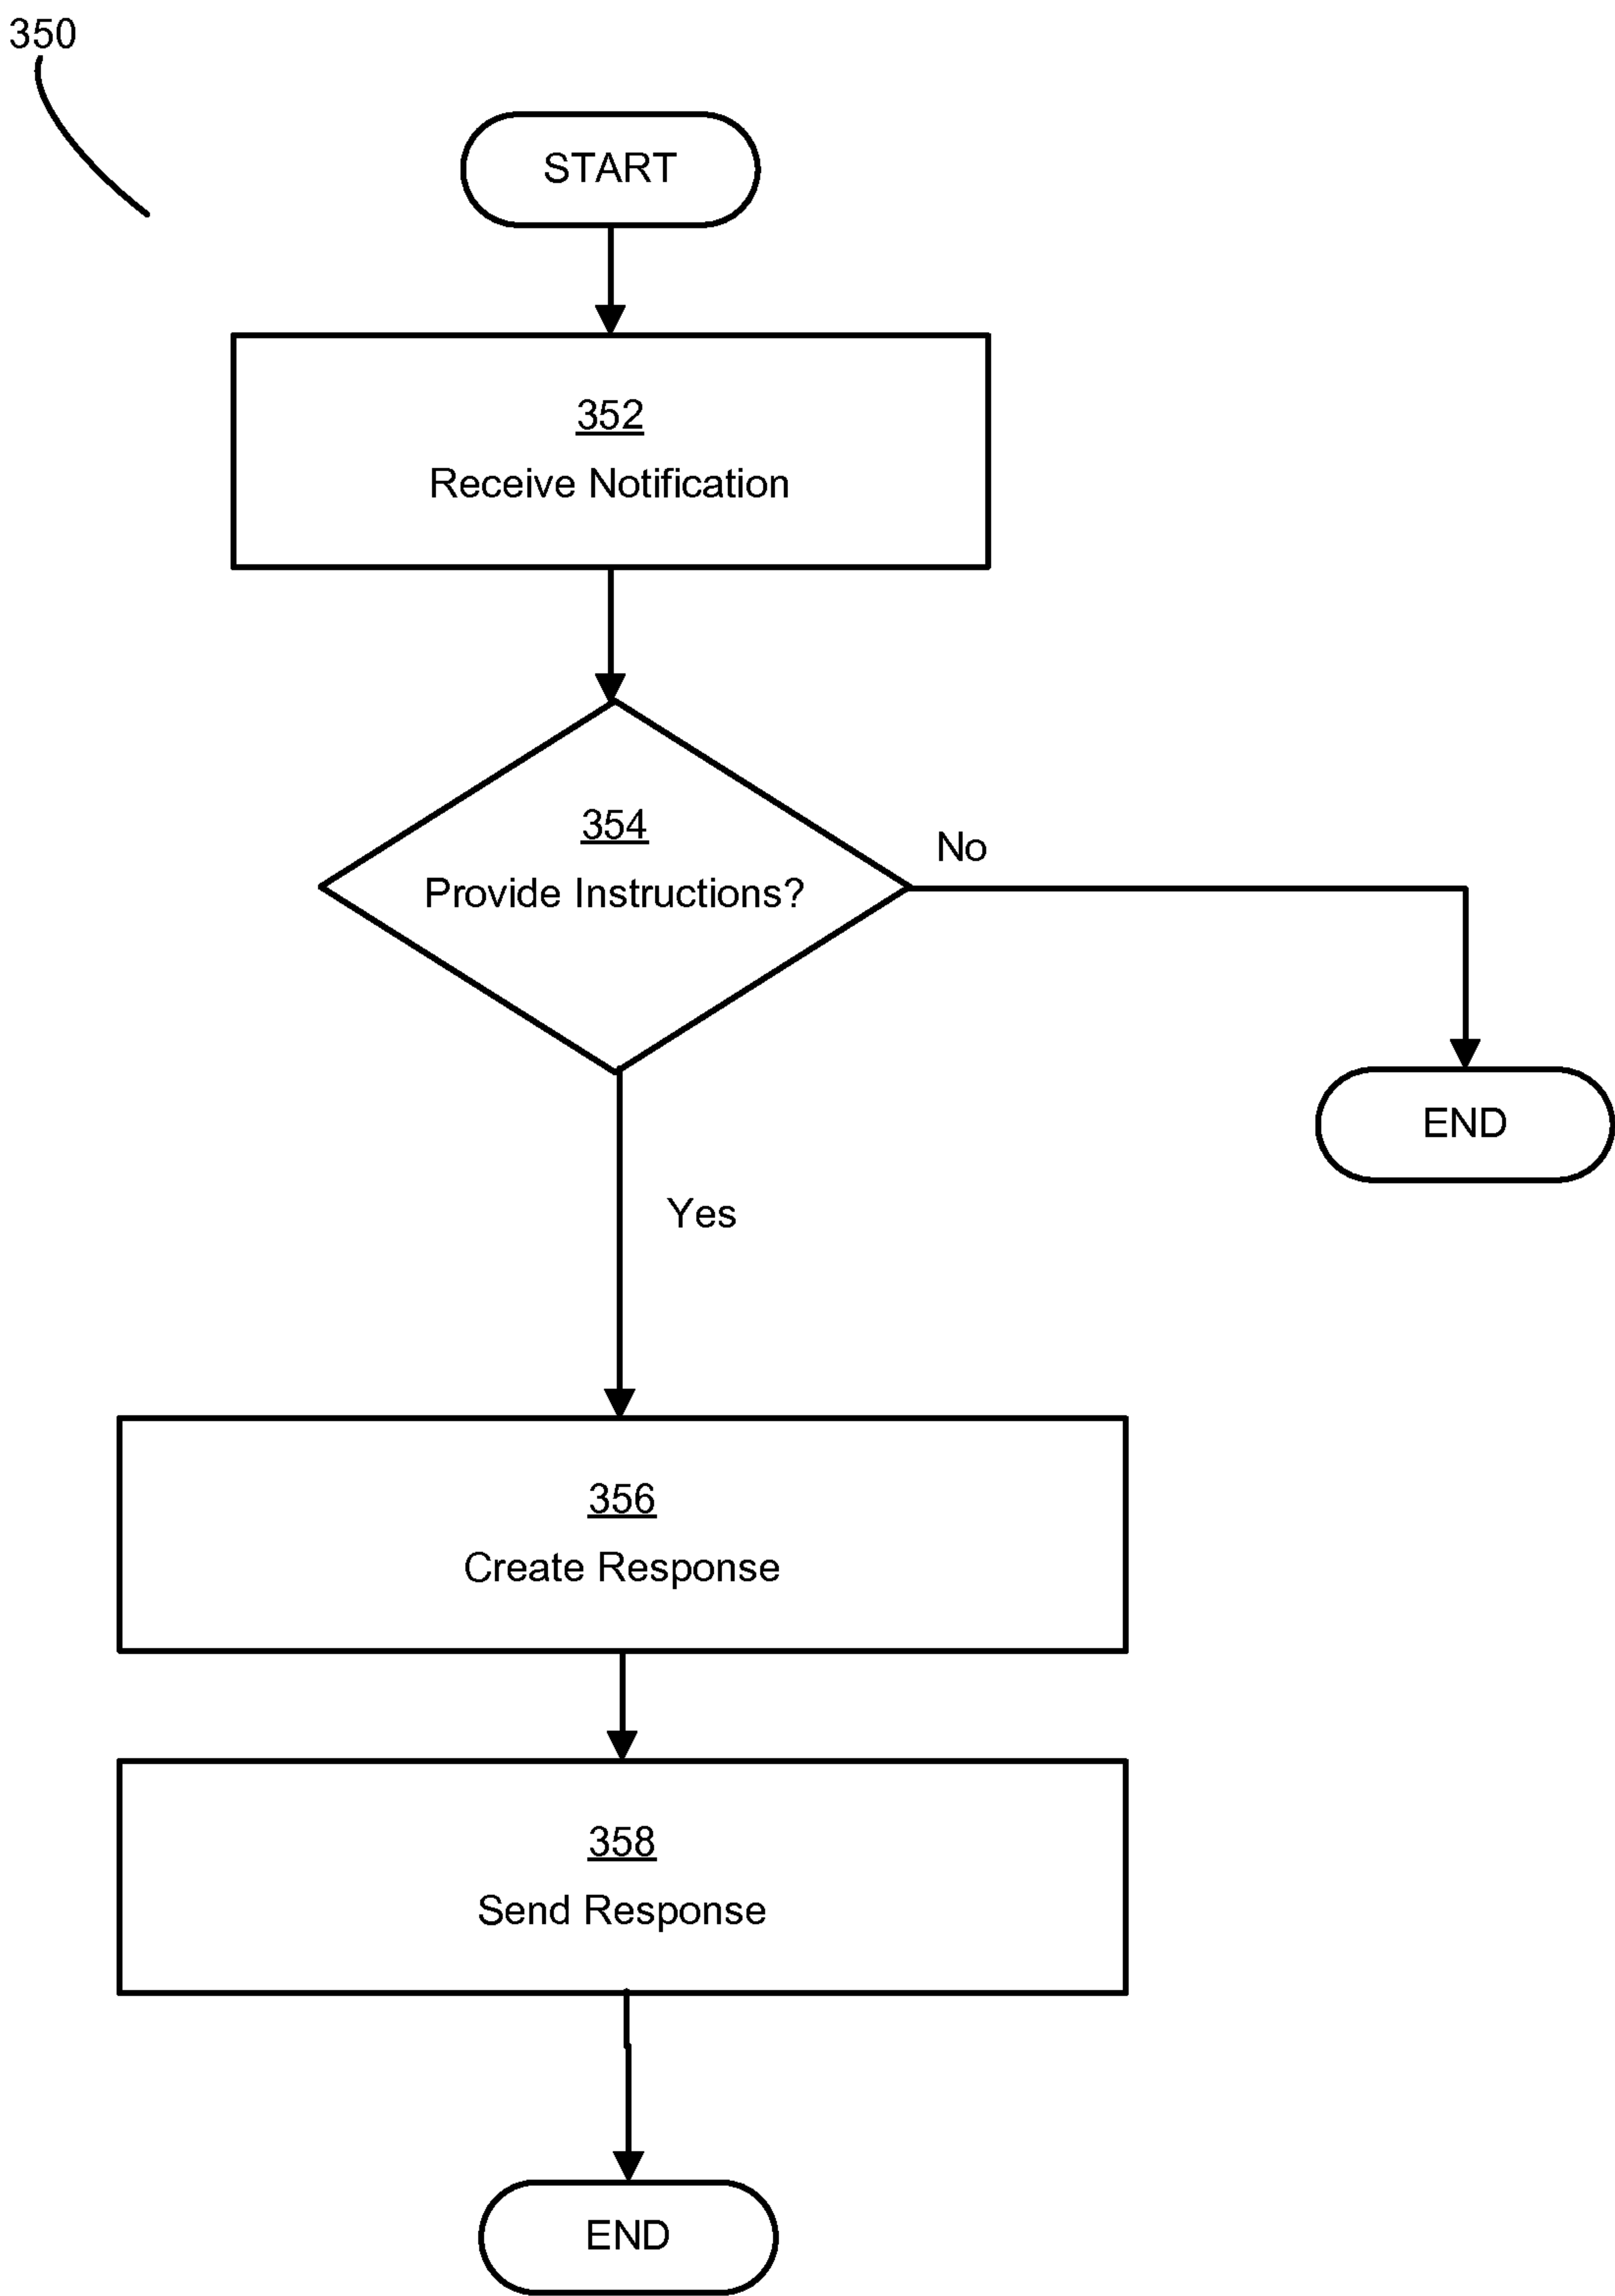 350
START
352
Receive Notification
354
Provide Instructions?
No
END
Yes
356
Create Response
358
Send Response
END